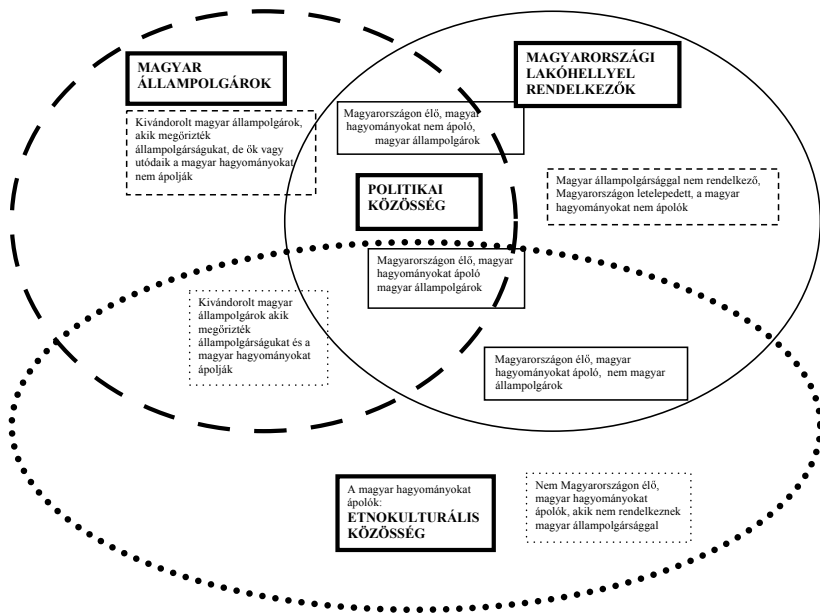 MAGYAR
ÁLLAMPOLGÁROK
MAGYARORSZÁGI
LAKÓHELLYEL
RENDELKEZŐK
Kivándorolt magyar állampolgárok,
akik megőrizték
állampolgárságukat, de ők vagy
utódaik a magyar hagyományokat
nem ápolják
Magyarországon élő, magyar
hagyományokat nem ápoló,
magyar állampolgárok
POLITIKAI
KÖZÖSSÉG
Magyar állampolgársággal nem rendelkező,
Magyarországon letelepedett, a magyar
hagyományokat nem ápolók
Magyarországon élő, magyar
hagyományokat ápoló
magyar állampolgárok
Kivándorolt magyar
állampolgárok akik
megőrizték
állampolgárságukat és a
magyar hagyományokat
ápolják
Magyarországon élő, magyar
hagyományokat ápoló, nem magyar
állampolgárok
A magyar hagyományokat
ápolók:
ETNOKULTURÁLIS
KÖZÖSSÉG
Nem Magyarországon élő,
magyar hagyományokat
ápolók, akik nem rendelkeznek
magyar állampolgársággal